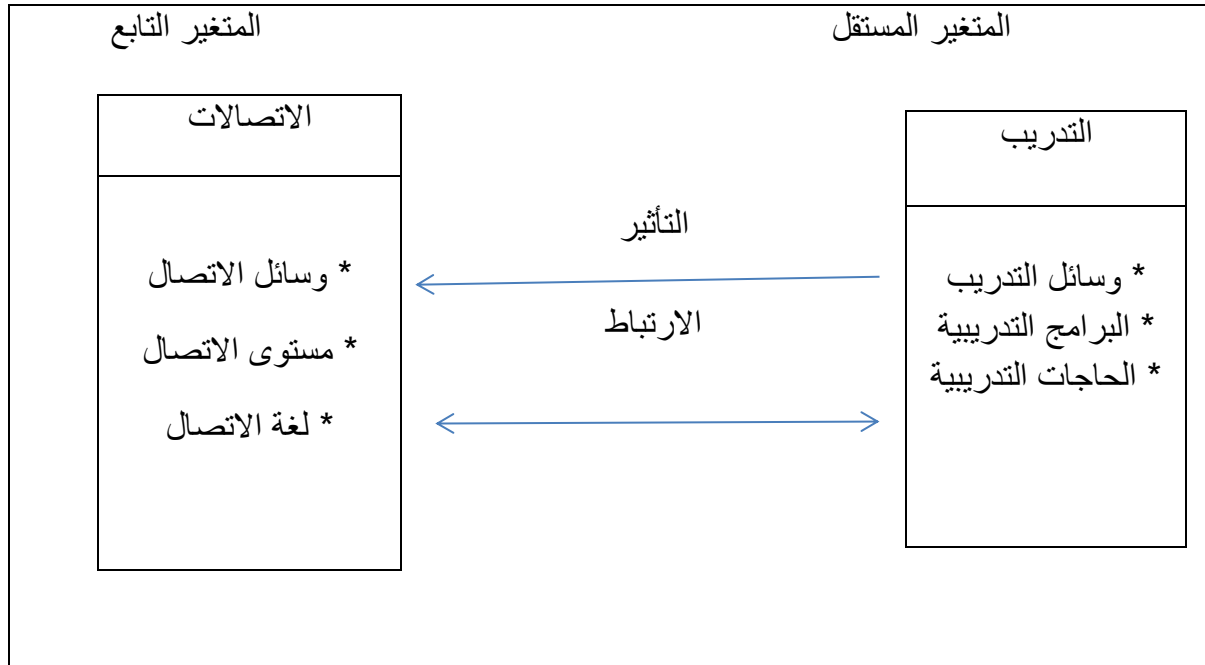 المتغير المستقل
المتغير التابع
التدريب
* وسائل التدريب
* البرامج التدريبية
* الحاجات التدريبية
التأثير
الارتباط
الاتصالات
* وسائل الاتصال
* مستوى الاتصال
* لغة الاتصال